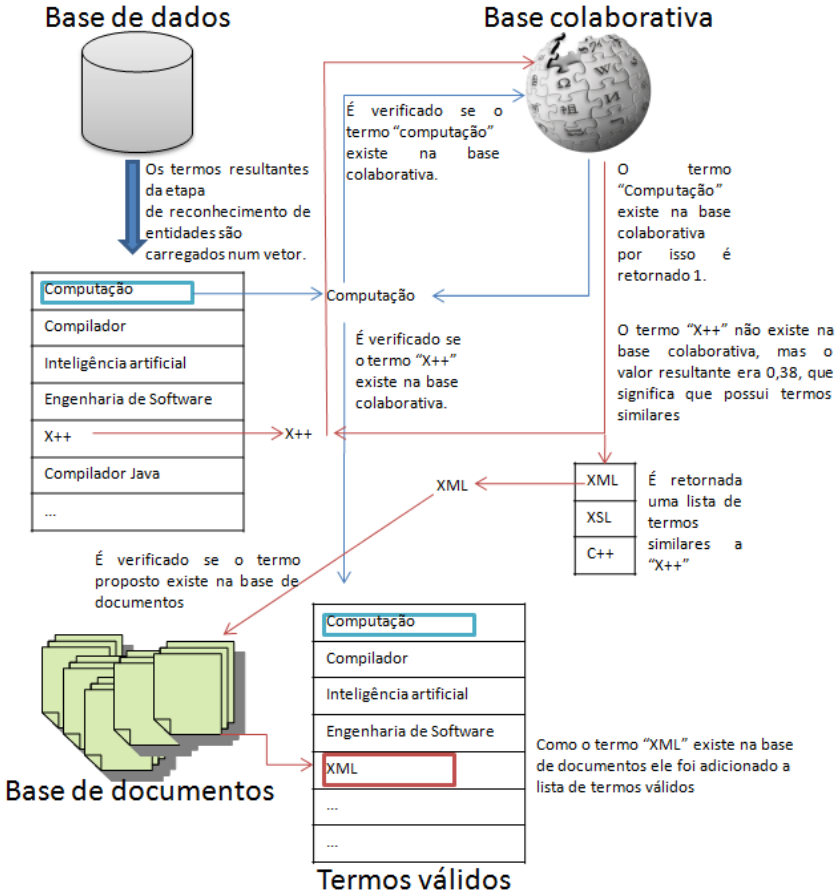 Base de dados
Base colaborativa
É verificado se o
termo “computação”
existe na base
colaborativa.
Os termos resultantes
da etapa
de reconhecimento de
entidades são
carregados num vetor.
O termo
“Computação”
existe na base
colaborativa
por isso é
retornado 1.
Computação
Compilador
Inteligência artificial
Engenharia de Software
X++
Compilador Java
...
Computação
É verificado se
o termo “X++”
existe na base
colaborativa.
X++
O termo “X++” não existe na
base colaborativa, mas o
valor resultante era 0,38, que
significa que possui termos
similares
XML
XML
XSL
C++
É retornada
uma lista de
termos
similares a
“X++”
É verificado se o termo
proposto existe na base de
documentos
Base de documentos
Computação
Compilador
Inteligência artificial
Engenharia de Software
XML
...
...
Como o termo “XML” existe na base
de documentos ele foi adicionado a
lista de termos válidos
Termos válidos